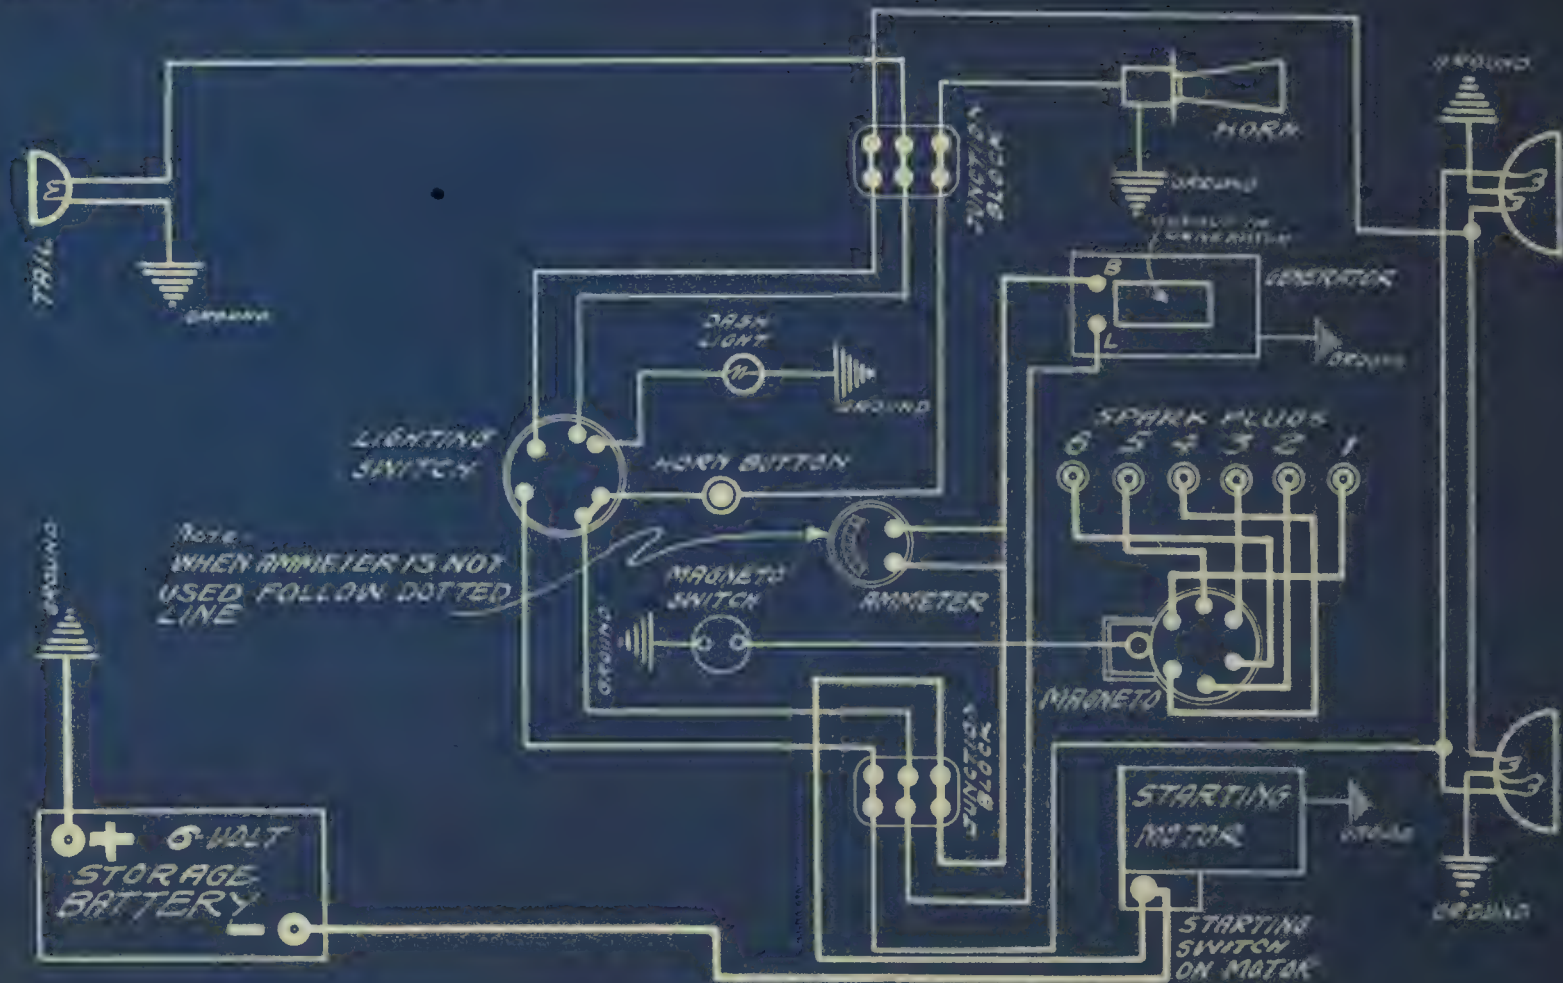 GROUND
HORN
JUNCTION
BLOCK
GROUND
TAIL
GROUND
B
GENERATOR
L
GROUND
DASH
LIGHT
GROUND
SPARK PLUGS
6 5 4 3 2 1
LIGHTING
SWITCH
HORN BUTTON
NOTE-
WHEN AMMETER IS NOT
USED FOLLOW DOTTED
LINE
AMMETER
MAGNETO
SWITCH
GROUND
GROUND
MAGNETO
JUNCTION
BLOCK
STARTING
MOTOR
GROUND
+ 6-VOLT
STORAGE
BATTERY
-
STARTING
SWITCH
ON MOTOR
GROUND